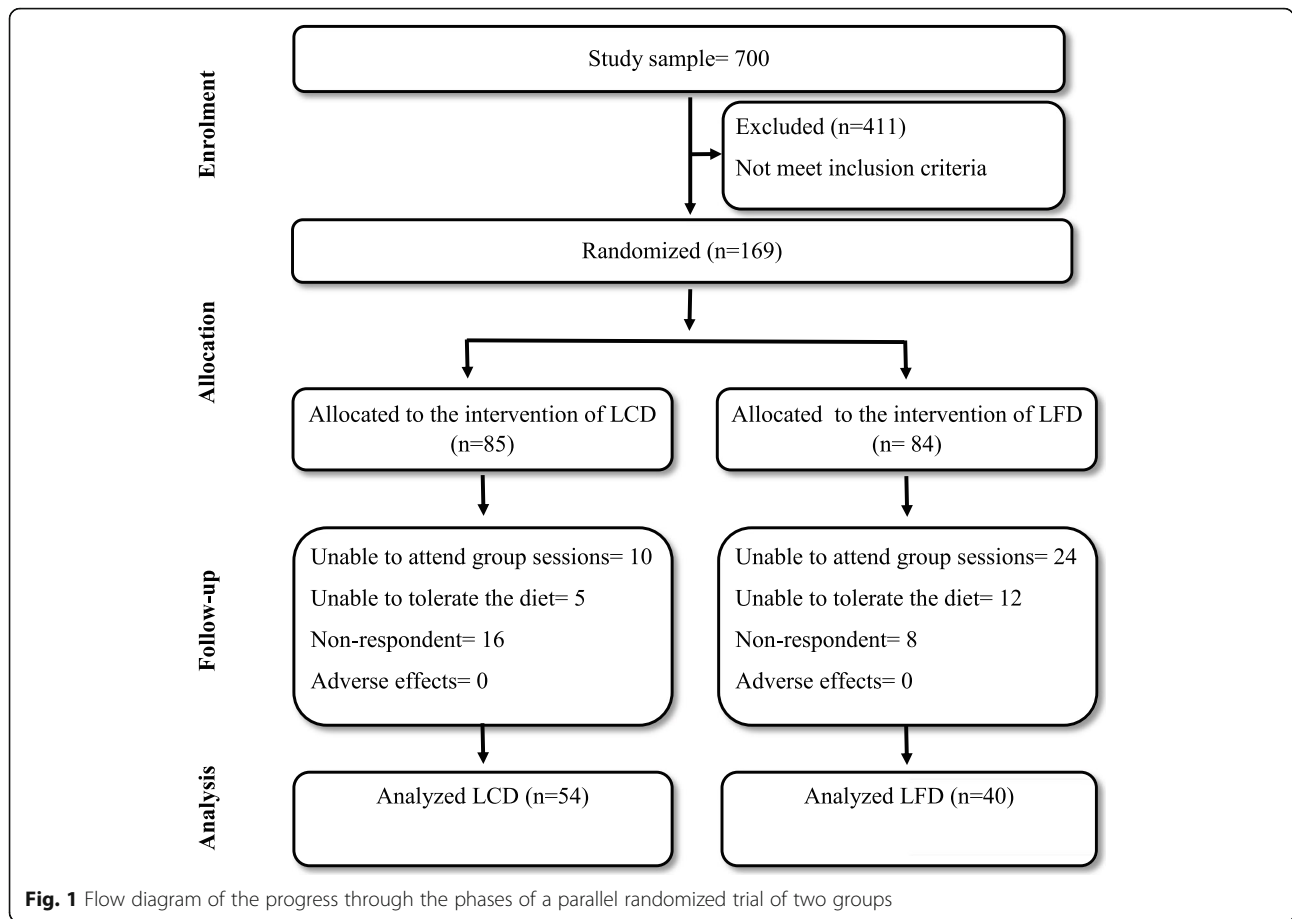 Enrolment
Study sample= 700
Excluded (n=411)
Not meet inclusion criteria
Randomized (n=169)
Allocation
Allocated to the intervention of LCD
(n=85)
Allocated to the intervention of LFD
(n= 84)
Follow-up
Unable to attend group sessions= 10
Unable to tolerate the diet= 5
Non-respondent= 16
Adverse effects= 0
Unable to attend group sessions= 24
Unable to tolerate the diet= 12
Non-respondent= 8
Adverse effects= 0
Analysis
Analyzed LCD (n=54)
Analyzed LFD (n=40)
Fig. 1 Flow diagram of the progress through the phases of a parallel randomized trial of two groups